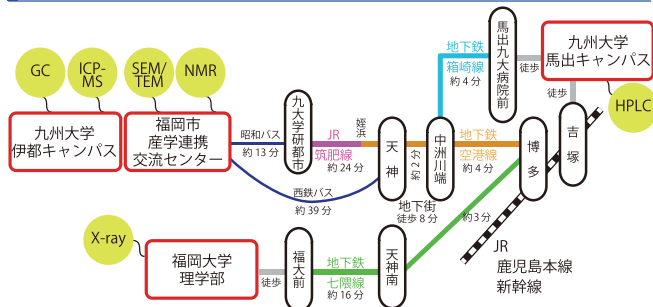 GC
ICP-
MS
SEM/
TEM
NMR
九州大学
伊都キャンパス
福岡市
産学連携
交流センター
昭和バス
約13分
西鉄バス
約39分
九大学研都市
JR
筑肥線
約24分
姪浜
天神
約2分
地下街
徒歩8分
中洲川端
地下鉄
箱崎線
約4分
馬出九大病院前
徒歩
九州大学
馬出キャンパス
徒歩
HPLC
地下鉄
空港線
約4分
博多
吉塚
約3分
JR
鹿児島本線
新幹線
X-ray
福岡大学
理学部
徒歩
福大前
地下鉄
七隈線
約16分
天神南